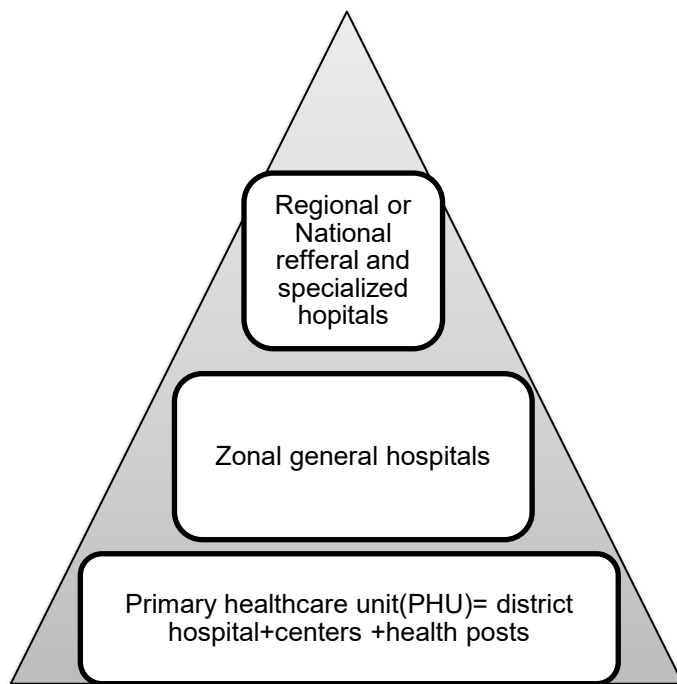 Regional or
National
refferal and
specialized
hopitals
Zonal general hospitals
Primary healthcare unit(PHU)= district
hospital+centers +health posts